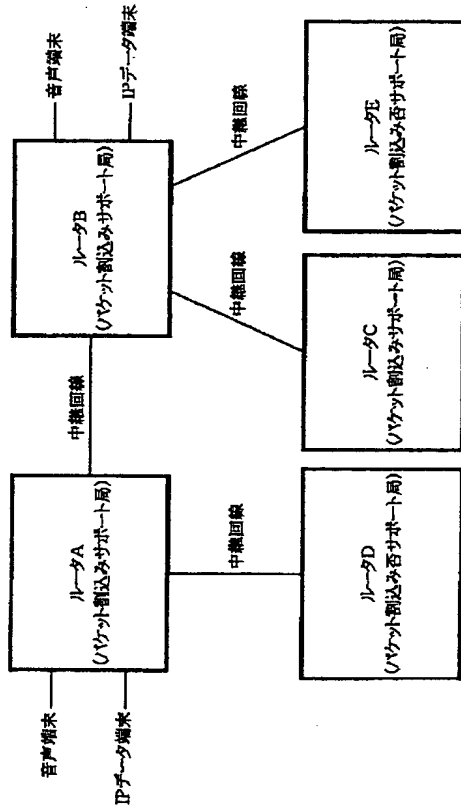 音声端末
IPデータ端末
ルータA
(パケット割込みサポート局)
中継回線
ルータB
(パケット割込みサポート局)
音声端末
IPデータ端末
中継回線
中継回線
中継回線
ルータD
(パケット割込み否サポート局)
ルータC
(パケット割込みサポート局)
ルータE
(パケット割込み否サポート局)